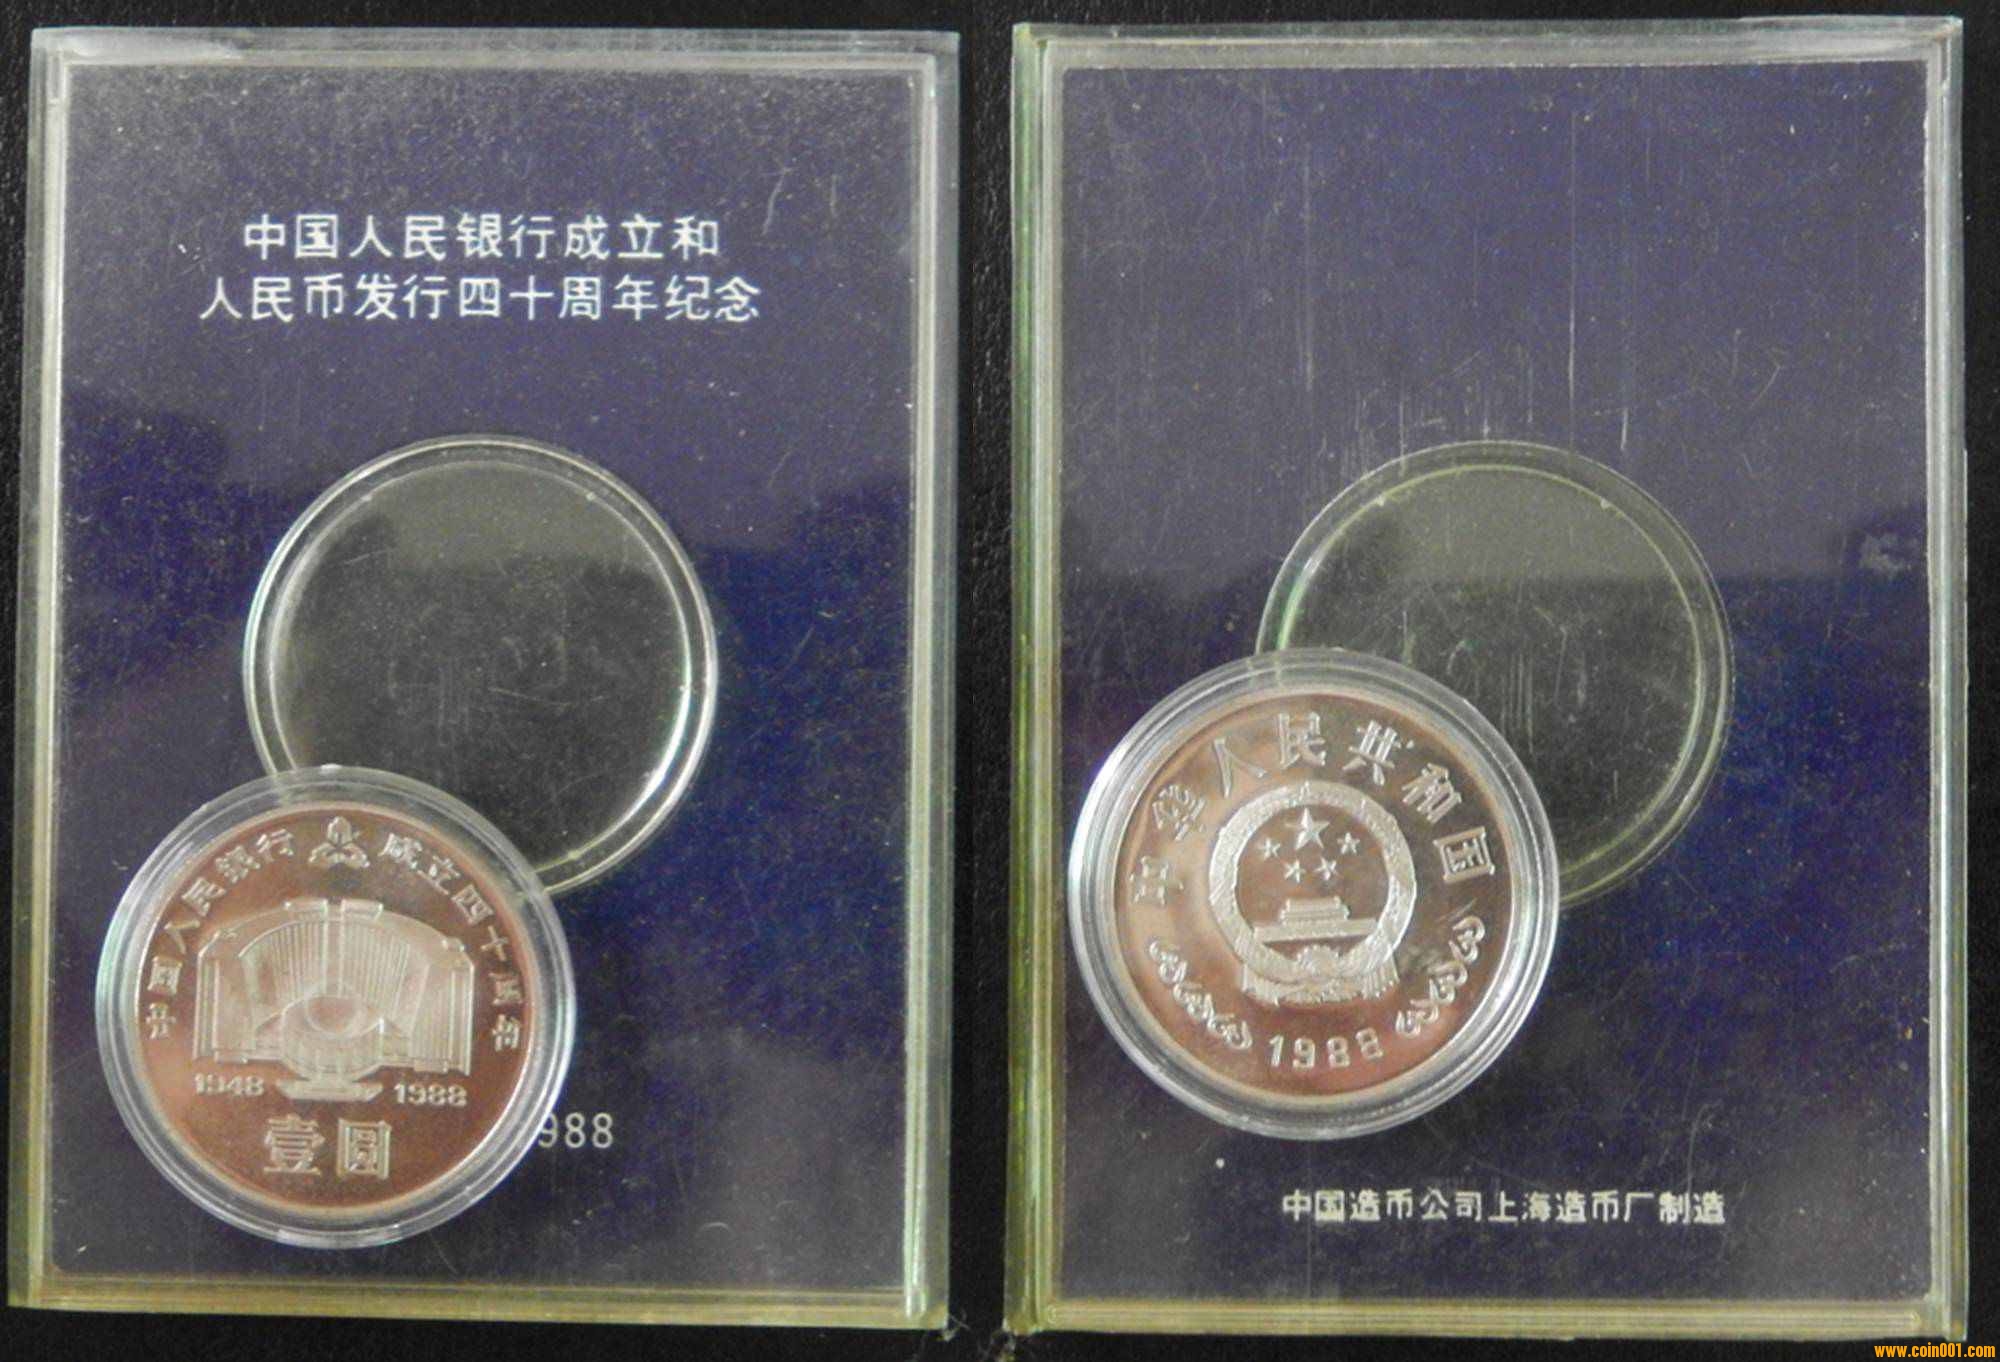 中国人民银行成立和
人民币发行四十周年纪念
中國人民银行 成立四十周年
1948 1988
壹圆
988
中华人民共和国
1988
中国造币公司上海造币厂制造
www.coin001.com